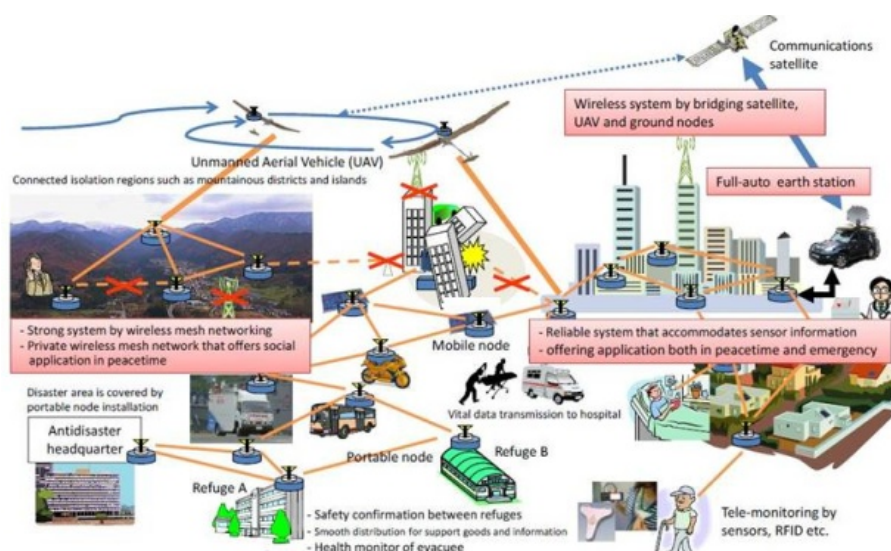 Communications
satellite
Wireless system by bridging satellite,
UAV and ground nodes
Unmanned Aerial Vehicle (UAV)
Connected isolation regions such as mountainous districts and islands
Full-auto earth station
- Strong system by wireless mesh networking
- Private wireless mesh network that offers social
application in peacetime
Mobile node
- Reliable system that accommodates sensor information
- offering application both in peacetime and emergency
Disaster area is covered by
portable node installation
Vital data transmission to hospital
Antidisaster
headquarter
Portable node
Refuge B
Refuge A
- Safety confirmation between refuges
- Smooth distribution for support goods and information
- Health monitor of evacuee
Tele-monitoring by
sensors, RFID etc.